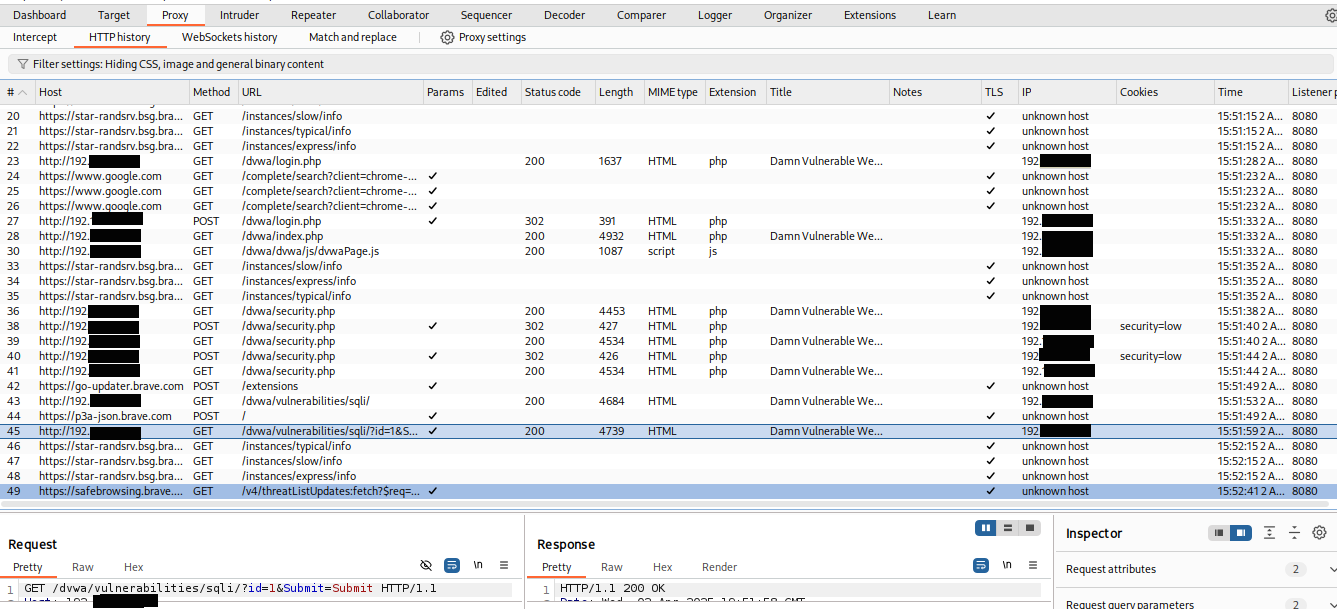 Dashboard Target Proxy Intruder Repeater Collaborator Sequencer Decoder Comparer Logger Organizer Extensions Learn
Intercept HTTP history WebSockets history Match and replace Proxy settings
Filter settings: Hiding CSS, image and general binary content
# Host Method URL Params Edited Status code Length MIME type Extension Title Notes TLS IP Cookies Time Listener p
20 https://star-randsrv.bsg.bra... GET /instances/slow/info ✓ unknown host 15:51:15 2 A... 8080
21 https://star-randsrv.bsg.bra... GET /instances/typical/info ✓ unknown host 15:51:15 2 A... 8080
22 https://star-randsrv.bsg.bra... GET /instances/express/info ✓ unknown host 15:51:15 2 A... 8080
23 http://192. GET /dvwa/login.php 200 1637 HTML php Damn Vulnerable We... 192. 15:51:28 2 A... 8080
24 https://www.google.com GET /complete/search?client=chrome-... ✓ ✓ unknown host 15:51:23 2 A... 8080
25 https://www.google.com GET /complete/search?client=chrome-... ✓ ✓ unknown host 15:51:23 2 A... 8080
26 https://www.google.com GET /complete/search?client=chrome-... ✓ ✓ unknown host 15:51:23 2 A... 8080
27 http://192. POST /dvwa/login.php ✓ 302 391 HTML php 192. 15:51:33 2 A... 8080
28 http://192. GET /dvwa/index.php 200 4932 HTML php Damn Vulnerable We... 192. 15:51:33 2 A... 8080
30 http://192. GET /dvwa/dvwa/js/dvwaPage.js 200 1087 script js 192. 15:51:33 2 A... 8080
33 https://star-randsrv.bsg.bra... GET /instances/slow/info ✓ unknown host 15:51:35 2 A... 8080
34 https://star-randsrv.bsg.bra... GET /instances/express/info ✓ unknown host 15:51:35 2 A... 8080
35 https://star-randsrv.bsg.bra... GET /instances/typical/info ✓ unknown host 15:51:35 2 A... 8080
36 http://192. GET /dvwa/security.php 200 4453 HTML php Damn Vulnerable We... 192 15:51:38 2 A... 8080
38 http://192. POST /dvwa/security.php ✓ 302 427 HTML php 192 security=low 15:51:40 2 A... 8080
39 http://192. GET /dvwa/security.php 200 4534 HTML php Damn Vulnerable We... 192. 15:51:40 2 A... 8080
40 http://192. POST /dvwa/security.php ✓ 302 426 HTML php 192 security=low 15:51:44 2 A... 8080
41 http://192. GET /dvwa/security.php 200 4534 HTML php Damn Vulnerable We... 192. 15:51:44 2 A... 8080
42 https://go-updater.brave.com POST /extensions ✓ ✓ unknown host 15:51:49 2 A... 8080
43 http://192. GET /dvwa/vulnerabilities/sqli/ 200 4684 HTML Damn Vulnerable We... 192. 15:51:53 2 A... 8080
44 https://p3a-json.brave.com POST / ✓ ✓ unknown host 15:51:49 2 A... 8080
45 http://192. GET /dvwa/vulnerabilities/sqli/?id=1&S... ✓ 200 4739 HTML Damn Vulnerable We... 192 15:51:59 2 A... 8080
46 https://star-randsrv.bsg.bra... GET /instances/typical/info ✓ unknown host 15:52:15 2 A... 8080
47 https://star-randsrv.bsg.bra... GET /instances/slow/info ✓ unknown host 15:52:15 2 A... 8080
48 https://star-randsrv.bsg.bra... GET /instances/express/info ✓ unknown host 15:52:15 2 A... 8080
49 https://safebrowsing.brave.... GET /v4/threatListUpdates:fetch?$req=... ✓ ✓ unknown host 15:52:41 2 A... 8080
Request Response Inspector
Pretty Raw Hex \n Pretty Raw Hex Render \n Request attributes 2
1 GET /dvwa/vulnerabilities/sqli/?id=1&Submit=Submit HTTP/1.1 1 HTTP/1.1 200 OK
Request query parameters 2